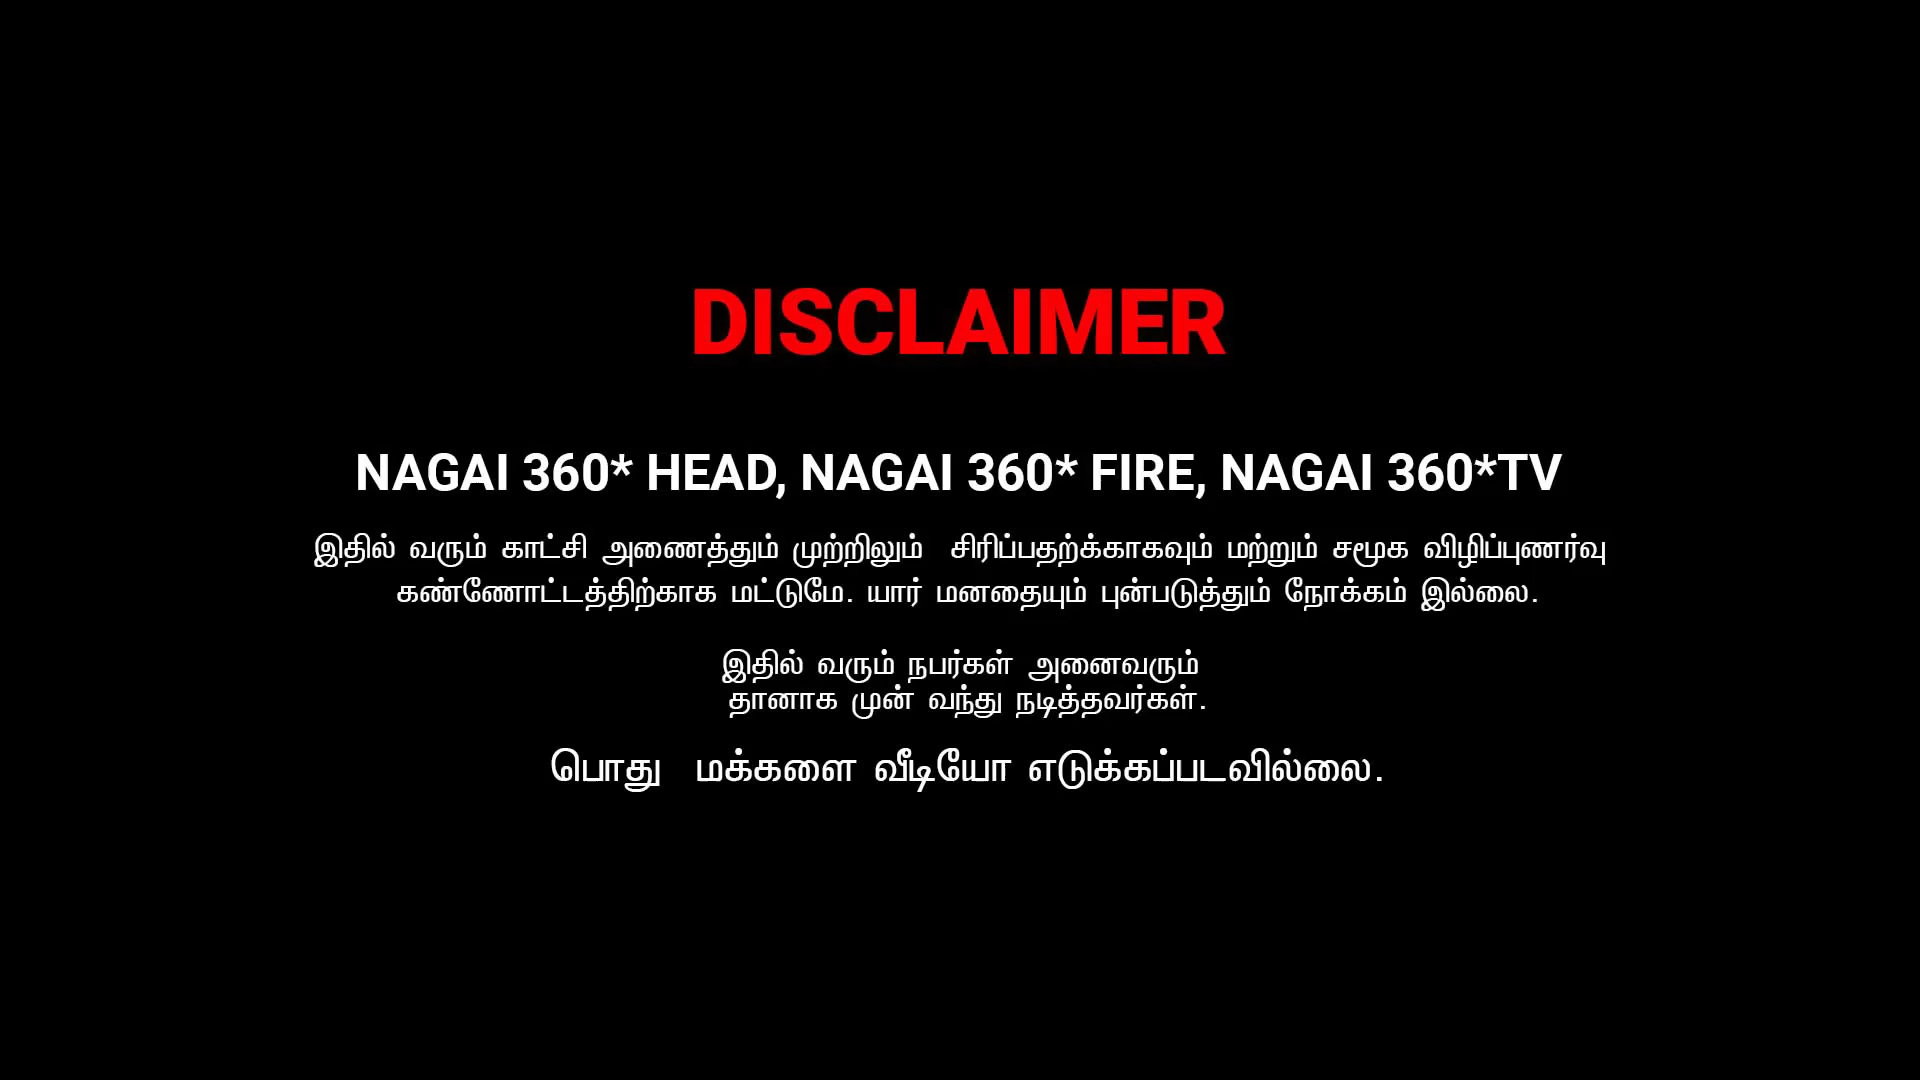 DISCLAIMER
NAGAI 360* HEAD, NAGAI 360* FIRE, NAGAI 360*TV
இதில் வரும் காட்சி அணைத்தும் முற்றிலும் சிரிப்பதற்க்காகவும் மற்றும் சமூக விழிப்புணர்வு
கண்ணோட்டத்திற்காக மட்டுமே. யார் மனதையும் புன்படுத்தும் நோக்கம் இல்லை.
இதில் வரும் நபர்கள் அனைவரும்
தானாக முன் வந்து நடித்தவர்கள்.
பொது மக்களை வீடியோ எடுக்கப்படவில்லை.